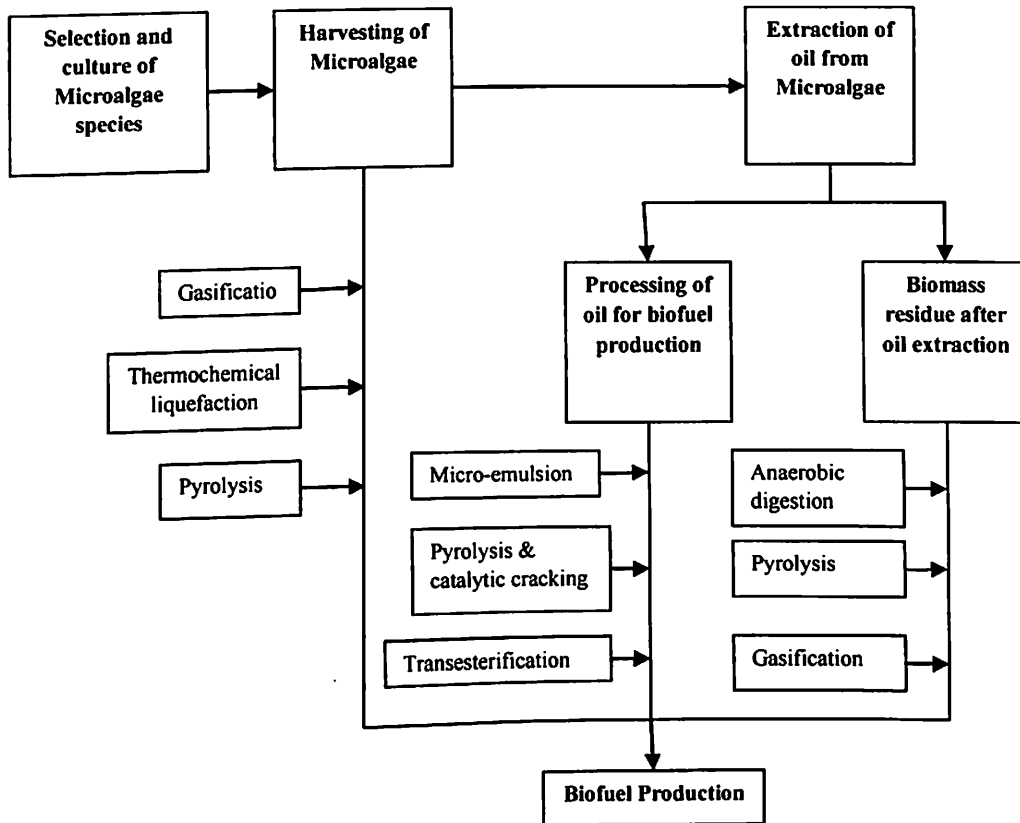 Selection and
culture of
Microalgae
species
Harvesting of
Microalgae
Extraction of
oil from
Microalgae
Gasificatio
Thermochemical
liquefaction
Pyrolysis
Processing of
oil for biofuel
production
Biomass
residue after
oil extraction
Micro-emulsion
Pyrolysis &
catalytic cracking
Transesterification
Anaerobic
digestion
Pyrolysis
Gasification
Biofuel Production